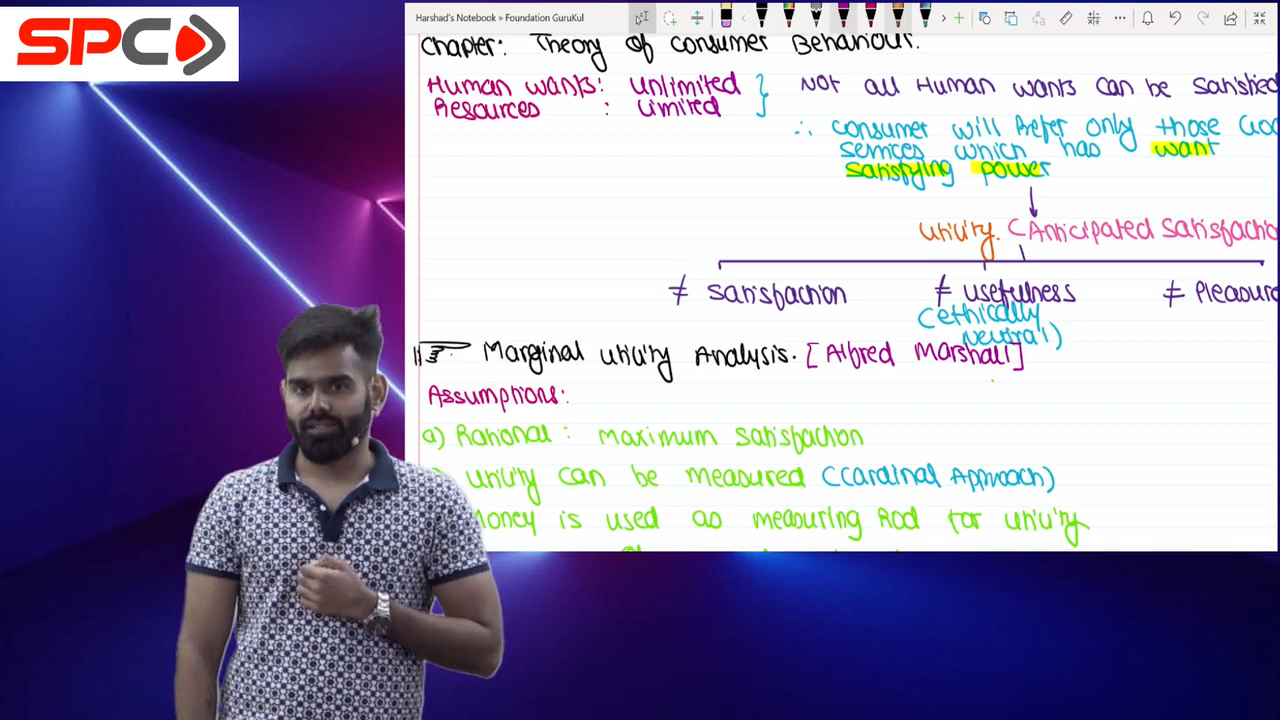 SPC
Harshad's Notebook » Foundation GuruKul
Chapter: Theory of Consumer Behaviour.
Human wants: Unlimited } Not all Human wants can be Satisfied
Resources : Limited
∴ Consumer will Prefer only those Goo
services which has want
satisfying power
Utility. (Anticipated Satisfactio
≠ Satisfaction ≠ usefulness ≠ Pleasure
(ethically
neutral)
Marginal Utility Analysis. [Alfred Marshall]
Assumptions:
a) Rational : Maximum Satisfaction
) Utility can be measured (Cardinal Approach)
Money is used as measuring Rod for utility